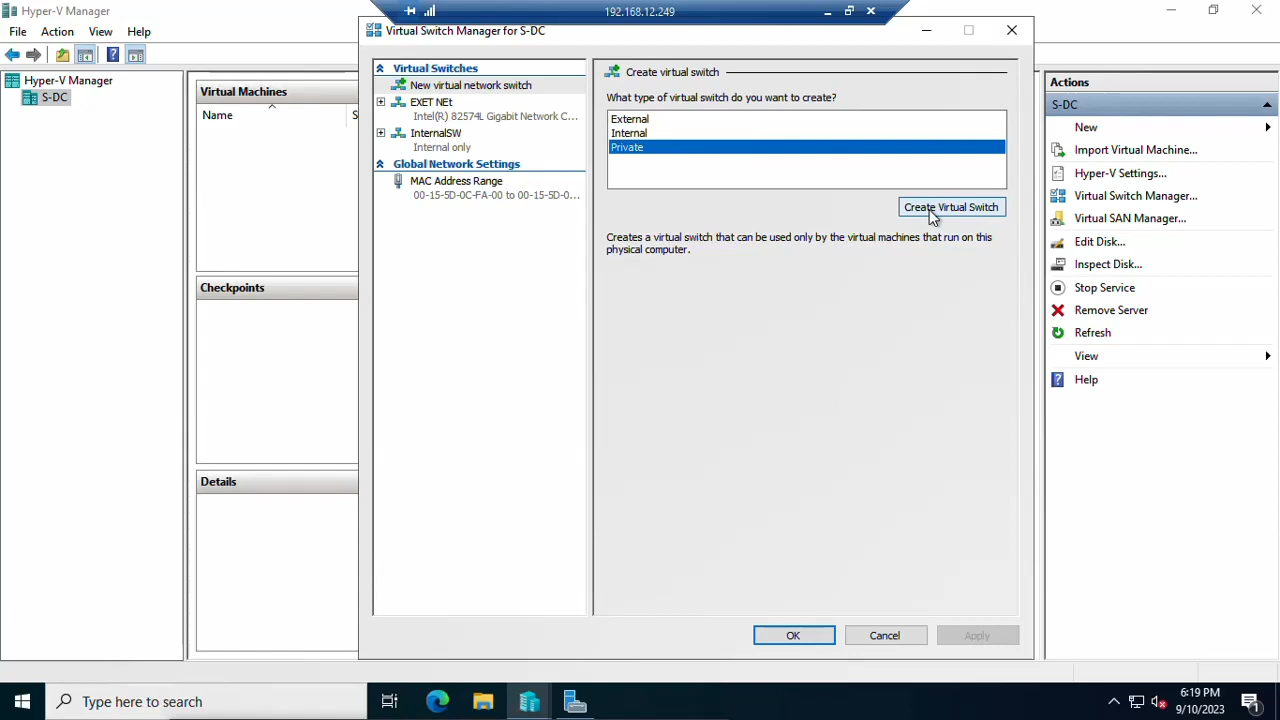 Hyper-V Manager
192.168.12.249
File Action View Help
Virtual Switch Manager for S-DC
Hyper-V Manager
S-DC
Virtual Machines
Name
S
Checkpoints
Details
Virtual Switches
New virtual network switch
EXET NEt
Intel(R) 82574L Gigabit Network C...
InternalSW
Internal only
Global Network Settings
MAC Address Range
00-15-5D-0C-FA-00 to 00-15-5D-0...
Create virtual switch
What type of virtual switch do you want to create?
External
Internal
Private
Create Virtual Switch
Creates a virtual switch that can be used only by the virtual machines that run on this
physical computer.
OK
Cancel
Apply
Actions
S-DC
New
Import Virtual Machine...
Hyper-V Settings...
Virtual Switch Manager...
Virtual SAN Manager...
Edit Disk...
Inspect Disk...
Stop Service
Remove Server
Refresh
View
Help
Type here to search
6:19 PM
9/10/2023
1